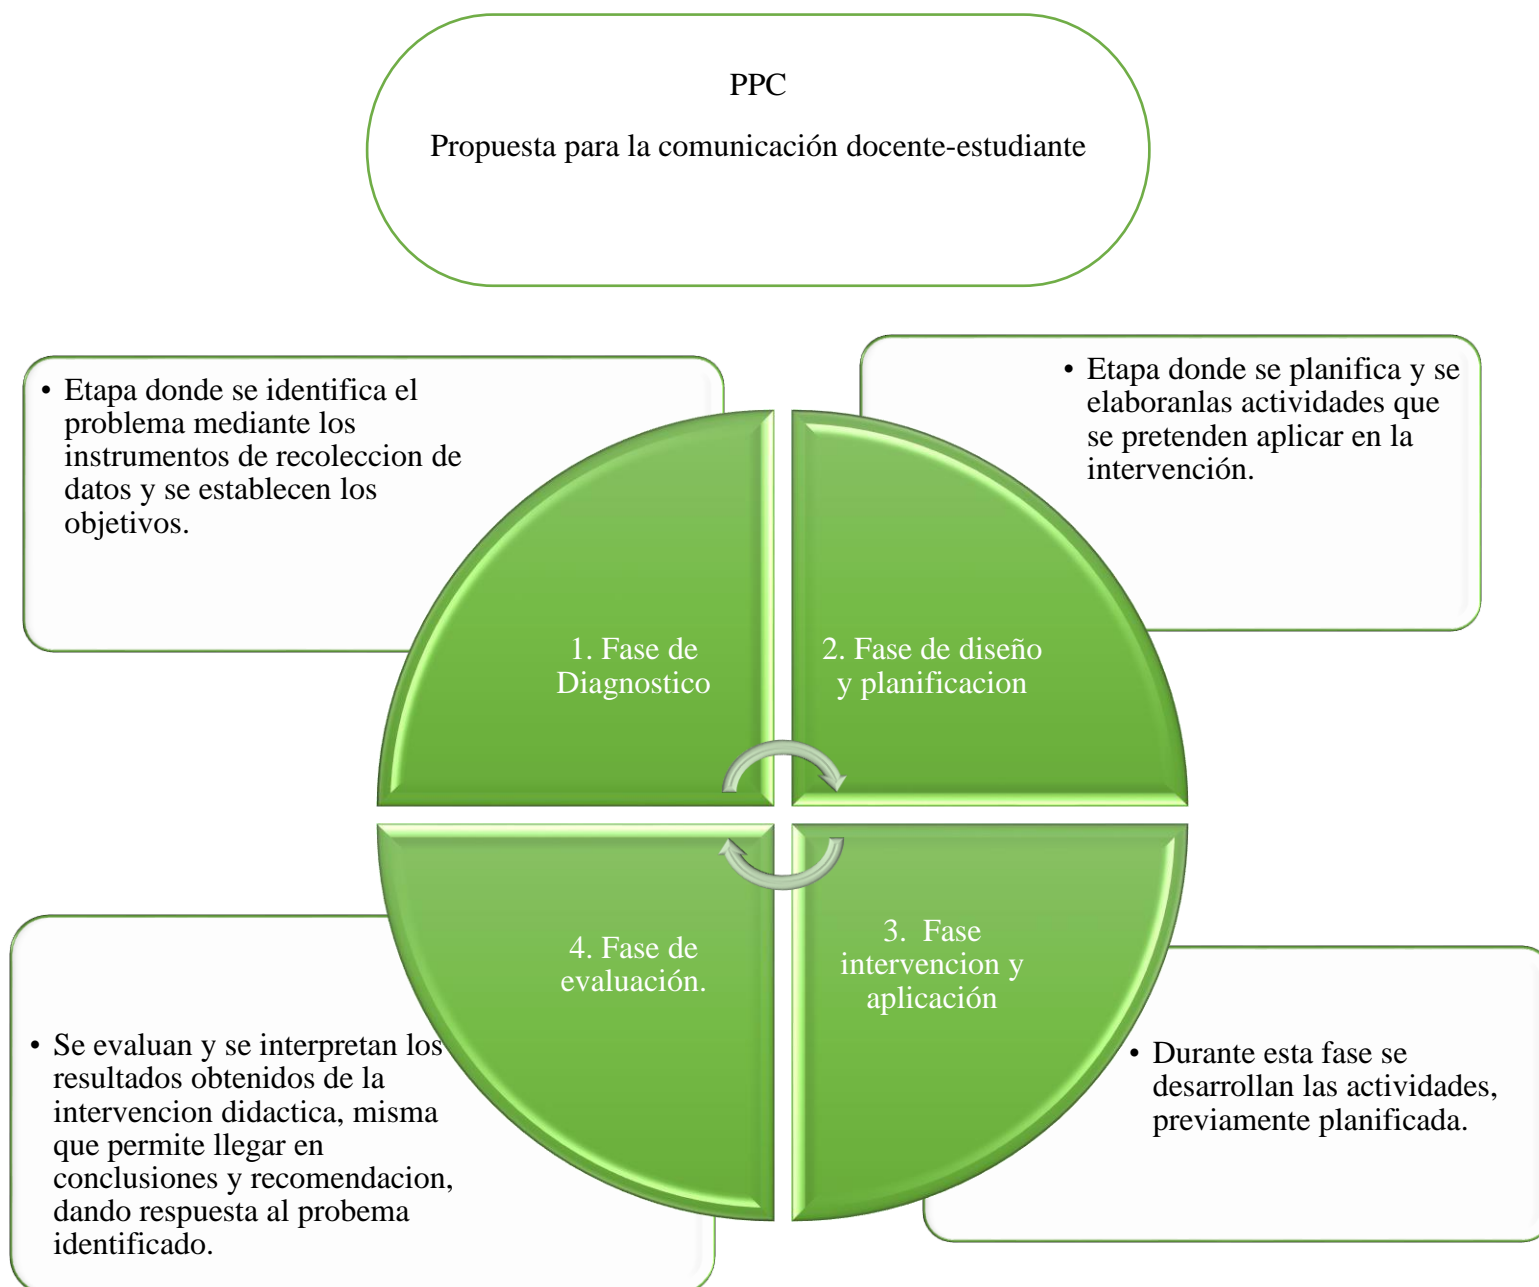 PPC
Propuesta para la comunicación docente-estudiante
• Etapa donde se identifica el
problema mediante los
instrumentos de recoleccion de
datos y se establecen los
objetivos.
• Etapa donde se planifica y se
elaboranlas actividades que
se pretenden aplicar en la
intervención.
1. Fase de
Diagnostico
2. Fase de diseño
y planificacion
3. Fase
intervencion y
aplicación
4. Fase de
evaluación.
• Durante esta fase se
desarrollan las actividades,
previamente planificada.
• Se evaluan y se interpretan los
resultados obtenidos de la
intervencion didactica, misma
que permite llegar en
conclusiones y recomendacion,
dando respuesta al probema
identificado.